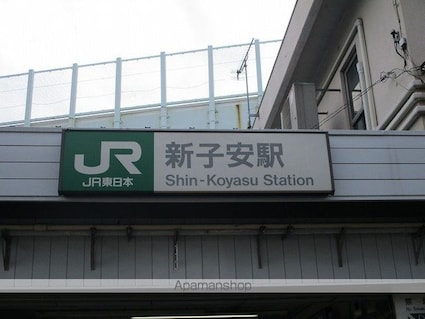 JR
JR東日本
新子安駅
Shin-Koyasu Station
Apamanshop